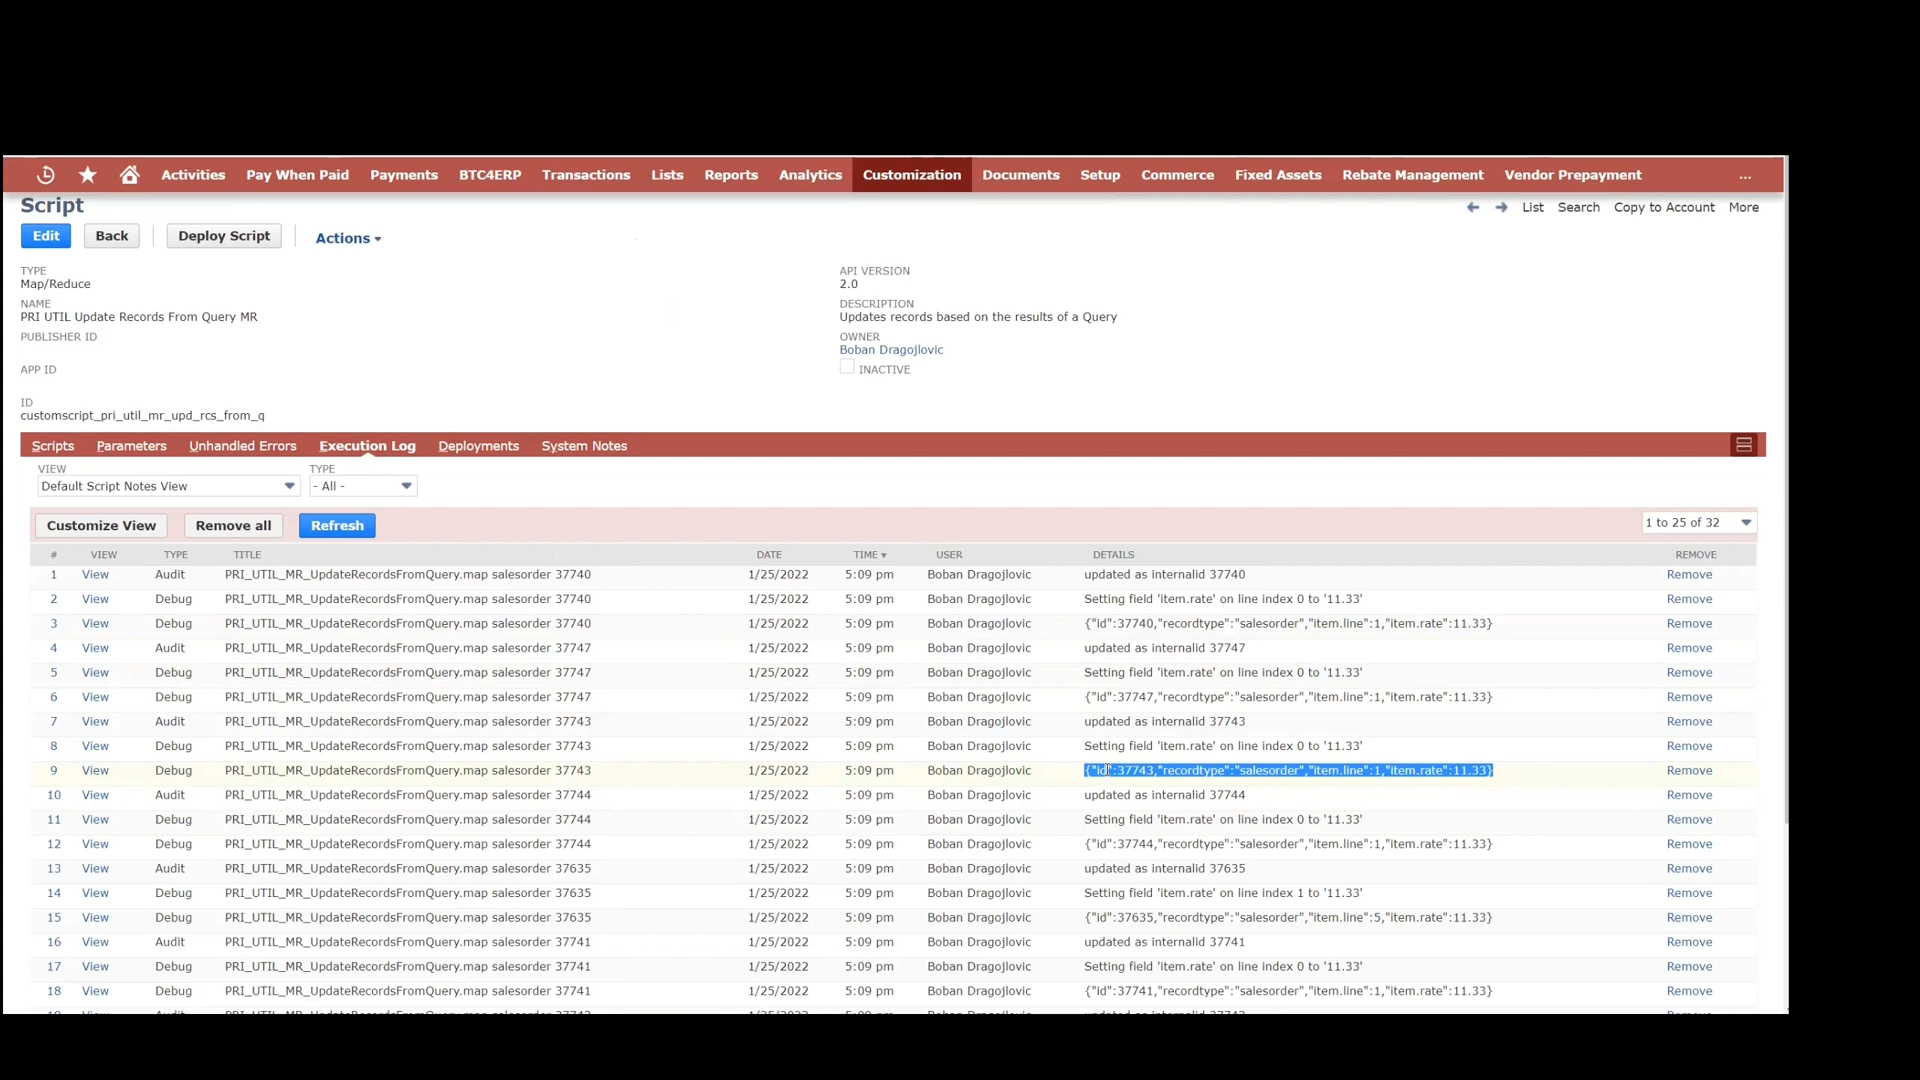 Activities Pay When Paid Payments BTC4ERP Transactions Lists Reports Analytics Customization Documents Setup Commerce Fixed Assets Rebate Management Vendor Prepayment ...
Script
List Search Copy to Account More
Edit Back Deploy Script Actions
TYPE
Map/Reduce
NAME
PRI UTIL Update Records From Query MR
PUBLISHER ID
APP ID
ID
customscript_pri_util_mr_upd_rcs_from_q
API VERSION
2.0
DESCRIPTION
Updates records based on the results of a Query
OWNER
Boban Dragojlovic
INACTIVE
Scripts Parameters Unhandled Errors Execution Log Deployments System Notes
VIEW TYPE
Default Script Notes View - All -
Customize View Remove all Refresh 1 to 25 of 32
# VIEW TYPE TITLE DATE TIME USER DETAILS REMOVE
1 View Audit PRI_UTIL_MR_UpdateRecordsFromQuery.map salesorder 37740 1/25/2022 5:09 pm Boban Dragojlovic updated as internalid 37740 Remove
2 View Debug PRI_UTIL_MR_UpdateRecordsFromQuery.map salesorder 37740 1/25/2022 5:09 pm Boban Dragojlovic Setting field 'item.rate' on line index 0 to '11.33' Remove
3 View Debug PRI_UTIL_MR_UpdateRecordsFromQuery.map salesorder 37740 1/25/2022 5:09 pm Boban Dragojlovic {"id":37740,"recordtype":"salesorder","item.line":1,"item.rate":11.33} Remove
4 View Audit PRI_UTIL_MR_UpdateRecordsFromQuery.map salesorder 37747 1/25/2022 5:09 pm Boban Dragojlovic updated as internalid 37747 Remove
5 View Debug PRI_UTIL_MR_UpdateRecordsFromQuery.map salesorder 37747 1/25/2022 5:09 pm Boban Dragojlovic Setting field 'item.rate' on line index 0 to '11.33' Remove
6 View Debug PRI_UTIL_MR_UpdateRecordsFromQuery.map salesorder 37747 1/25/2022 5:09 pm Boban Dragojlovic {"id":37747,"recordtype":"salesorder","item.line":1,"item.rate":11.33} Remove
7 View Audit PRI_UTIL_MR_UpdateRecordsFromQuery.map salesorder 37743 1/25/2022 5:09 pm Boban Dragojlovic updated as internalid 37743 Remove
8 View Debug PRI_UTIL_MR_UpdateRecordsFromQuery.map salesorder 37743 1/25/2022 5:09 pm Boban Dragojlovic Setting field 'item.rate' on line index 0 to '11.33' Remove
9 View Debug PRI_UTIL_MR_UpdateRecordsFromQuery.map salesorder 37743 1/25/2022 5:09 pm Boban Dragojlovic {"id":37743,"recordtype":"salesorder","item.line":1,"item.rate":11.33} Remove
10 View Audit PRI_UTIL_MR_UpdateRecordsFromQuery.map salesorder 37744 1/25/2022 5:09 pm Boban Dragojlovic updated as internalid 37744 Remove
11 View Debug PRI_UTIL_MR_UpdateRecordsFromQuery.map salesorder 37744 1/25/2022 5:09 pm Boban Dragojlovic Setting field 'item.rate' on line index 0 to '11.33' Remove
12 View Debug PRI_UTIL_MR_UpdateRecordsFromQuery.map salesorder 37744 1/25/2022 5:09 pm Boban Dragojlovic {"id":37744,"recordtype":"salesorder","item.line":1,"item.rate":11.33} Remove
13 View Audit PRI_UTIL_MR_UpdateRecordsFromQuery.map salesorder 37635 1/25/2022 5:09 pm Boban Dragojlovic updated as internalid 37635 Remove
14 View Debug PRI_UTIL_MR_UpdateRecordsFromQuery.map salesorder 37635 1/25/2022 5:09 pm Boban Dragojlovic Setting field 'item.rate' on line index 1 to '11.33' Remove
15 View Debug PRI_UTIL_MR_UpdateRecordsFromQuery.map salesorder 37635 1/25/2022 5:09 pm Boban Dragojlovic {"id":37635,"recordtype":"salesorder","item.line":5,"item.rate":11.33} Remove
16 View Audit PRI_UTIL_MR_UpdateRecordsFromQuery.map salesorder 37741 1/25/2022 5:09 pm Boban Dragojlovic updated as internalid 37741 Remove
17 View Debug PRI_UTIL_MR_UpdateRecordsFromQuery.map salesorder 37741 1/25/2022 5:09 pm Boban Dragojlovic Setting field 'item.rate' on line index 0 to '11.33' Remove
18 View Debug PRI_UTIL_MR_UpdateRecordsFromQuery.map salesorder 37741 1/25/2022 5:09 pm Boban Dragojlovic {"id":37741,"recordtype":"salesorder","item.line":1,"item.rate":11.33} Remove